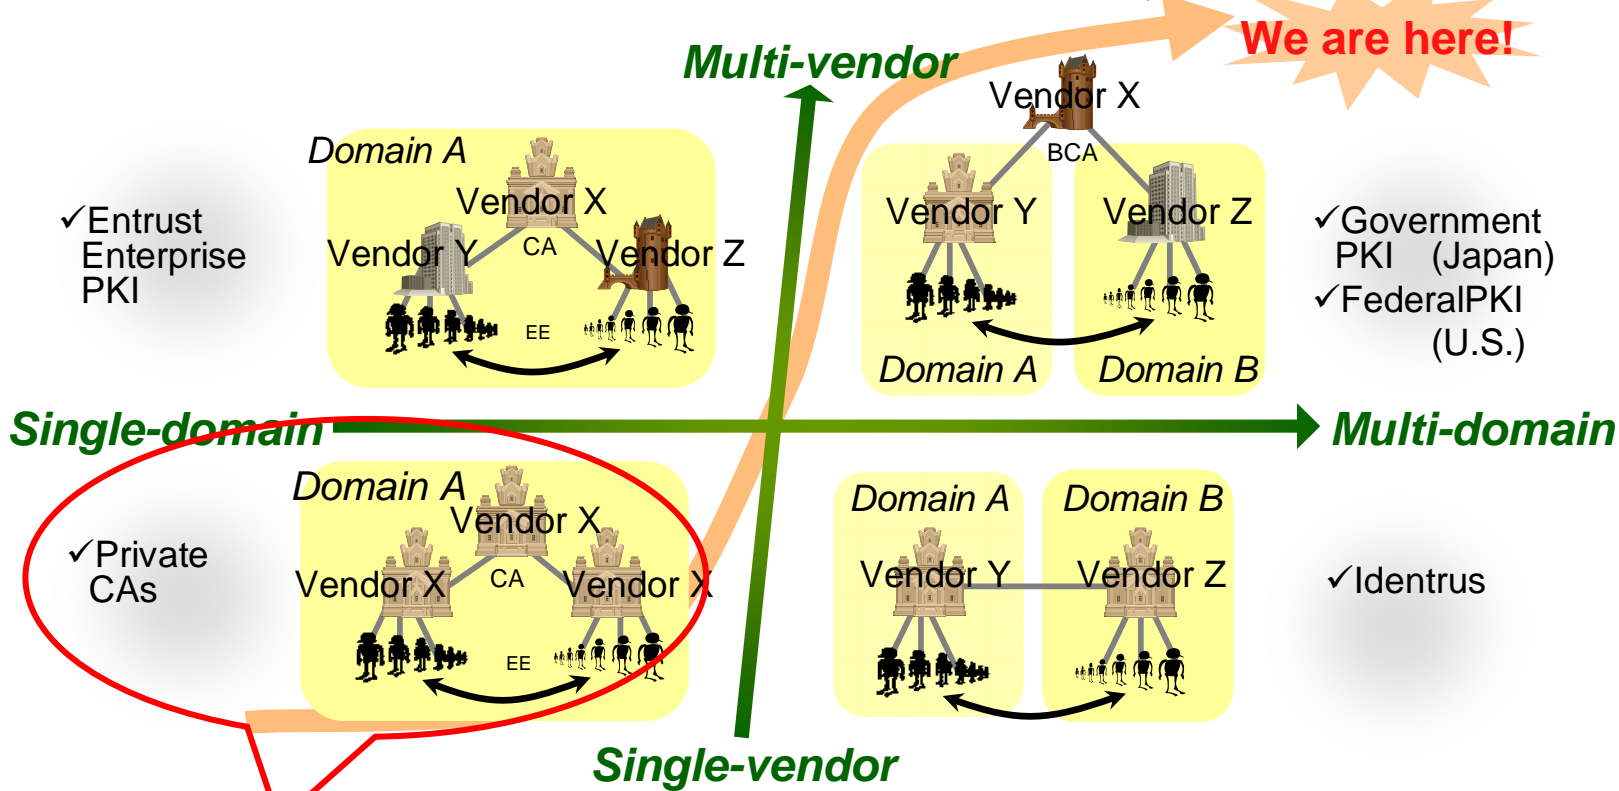 We are here!
Multi-vendor
Vendor X
BCA
Domain A
Vendor X
CA
Vendor Y
Vendor Z
EE
✓Entrust
Enterprise
PKI
Vendor Y
Vendor Z
Domain A
Domain B
✓Government
PKI (Japan)
✓FederalPKI
(U.S.)
Single-domain
Multi-domain
Domain A
Vendor X
CA
Vendor X
Vendor X
EE
✓Private
CAs
Domain A
Domain B
Vendor Y
Vendor Z
✓Identrus
Single-vendor